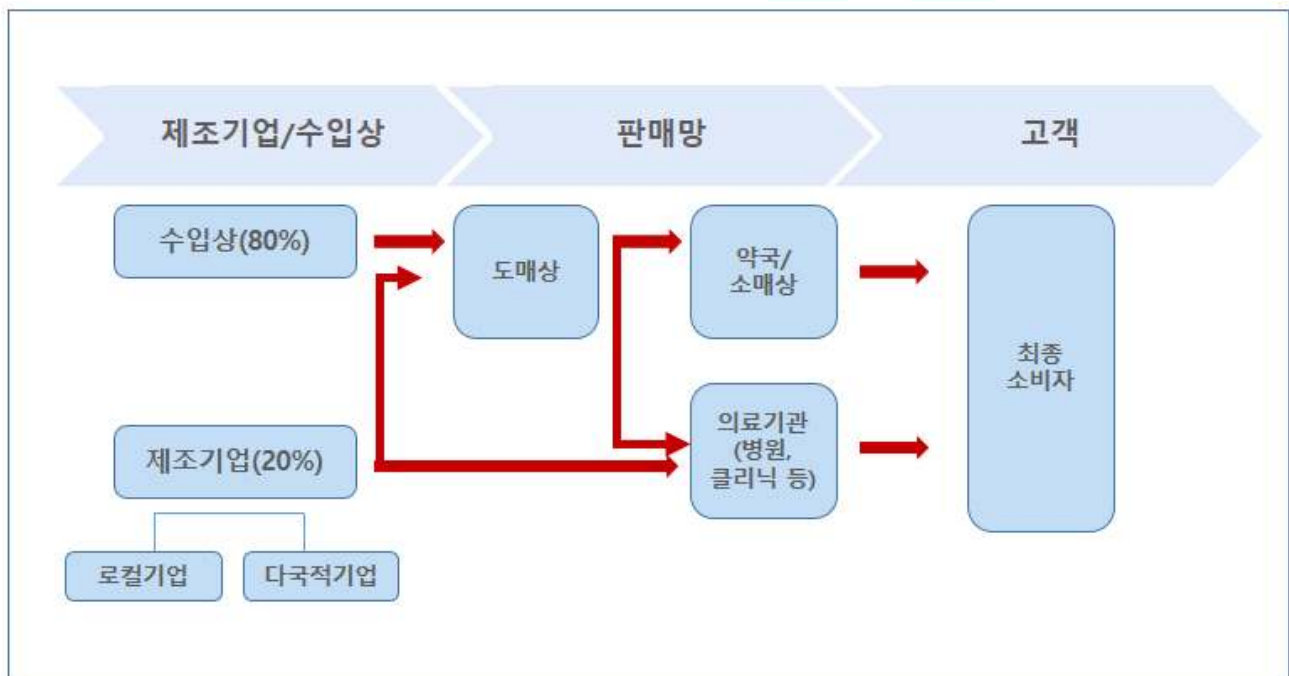 제조기업/수입상
판매망
고객
수입상(80%)
도매상
약국/
소매상
최종
소비자
제조기업(20%)
의료기관
(병원,
클리닉 등)
로컬기업
다국적기업